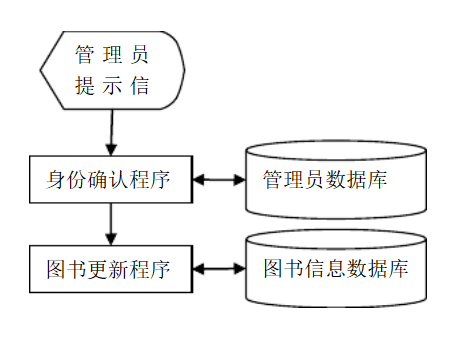 管理员
提示信
身份确认程序
管理员数据库
图书更新程序
图书信息数据库